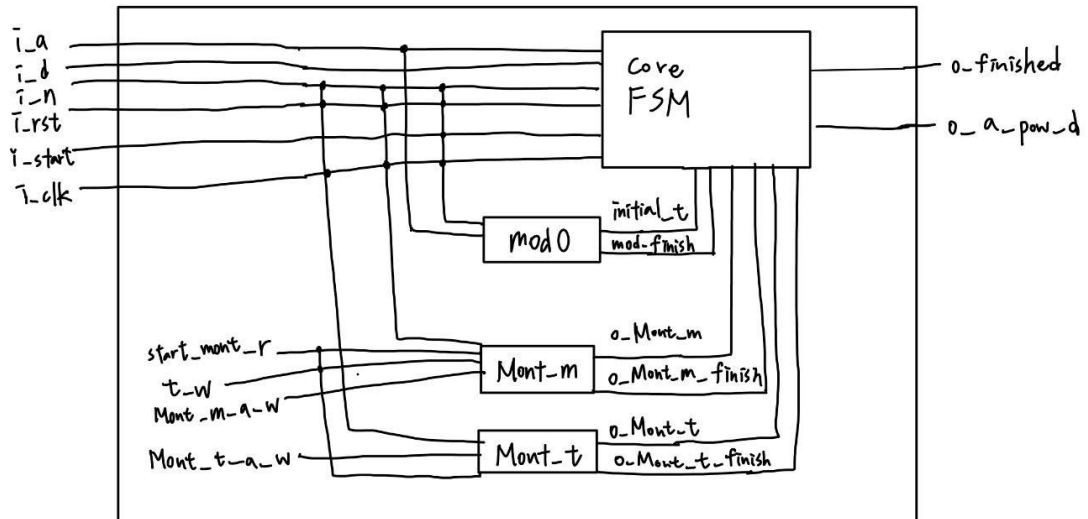 i_a
i_d
i_n
i_rst
i_start
i_clk
Core
FSM
o_finished
o_a_pow_d
mod0
initial_t
mod_finish
start_mont_r
t_w
Mont_m_a_w
Mont_m
o_Mont_m
o_Mont_m_finish
Mont_t_a_w
Mont_t
o_Mont_t
o_Mont_t_finish